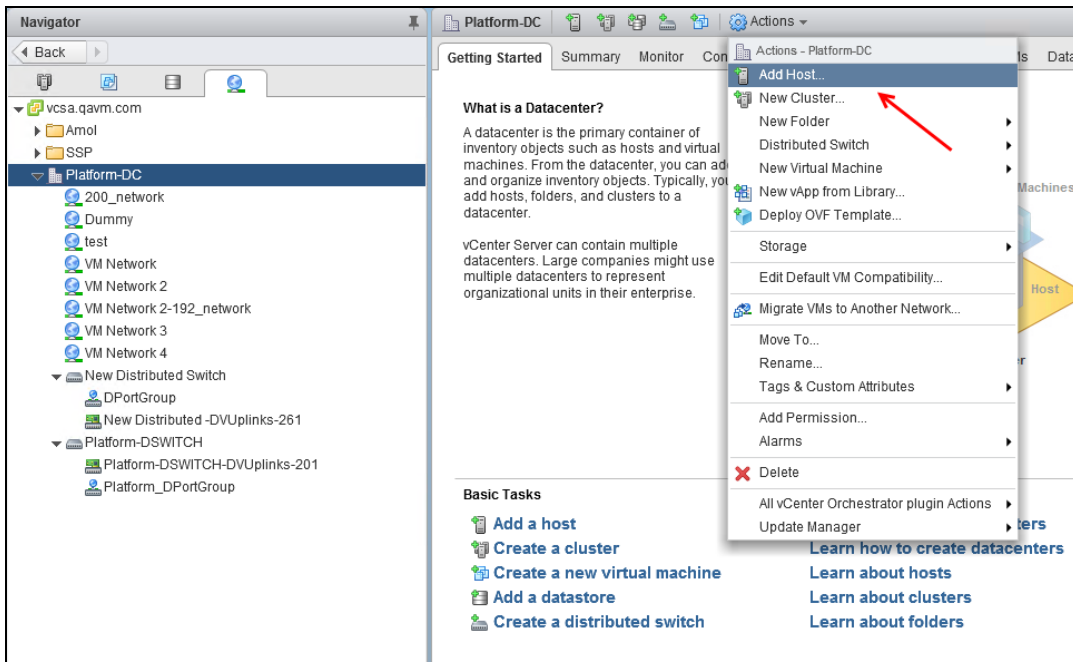 Navigator
Back
vcsa.qavm.com
Amol
SSP
Platform-DC
200_network
Dummy
test
VM Network
VM Network 2
VM Network 2-192_network
VM Network 3
VM Network 4
New Distributed Switch
DPortGroup
New Distributed -DVUplinks-261
Platform-DSWITCH
Platform-DSWITCH-DVUplinks-201
Platform_DPortGroup
Platform-DC Actions
Getting Started Summary Monitor Con
What is a Datacenter?
A datacenter is the primary container of
inventory objects such as hosts and virtual
machines. From the datacenter, you can ad
and organize inventory objects. Typically, you
add hosts, folders, and clusters to a
datacenter.
vCenter Server can contain multiple
datacenters. Large companies might use
multiple datacenters to represent
organizational units in their enterprise.
Actions - Platform-DC
Add Host...
New Cluster...
New Folder
Distributed Switch
New Virtual Machine
New vApp from Library...
Deploy OVF Template...
Storage
Edit Default VM Compatibility...
Migrate VMs to Another Network...
Move To...
Rename...
Tags & Custom Attributes
Add Permission...
Alarms
Delete
All vCenter Orchestrator plugin Actions
Update Manager
Data
Machines
Host
Basic Tasks
Add a host
Create a cluster
Create a new virtual machine
Add a datastore
Create a distributed switch
ters
Learn how to create datacenters
Learn about hosts
Learn about clusters
Learn about folders